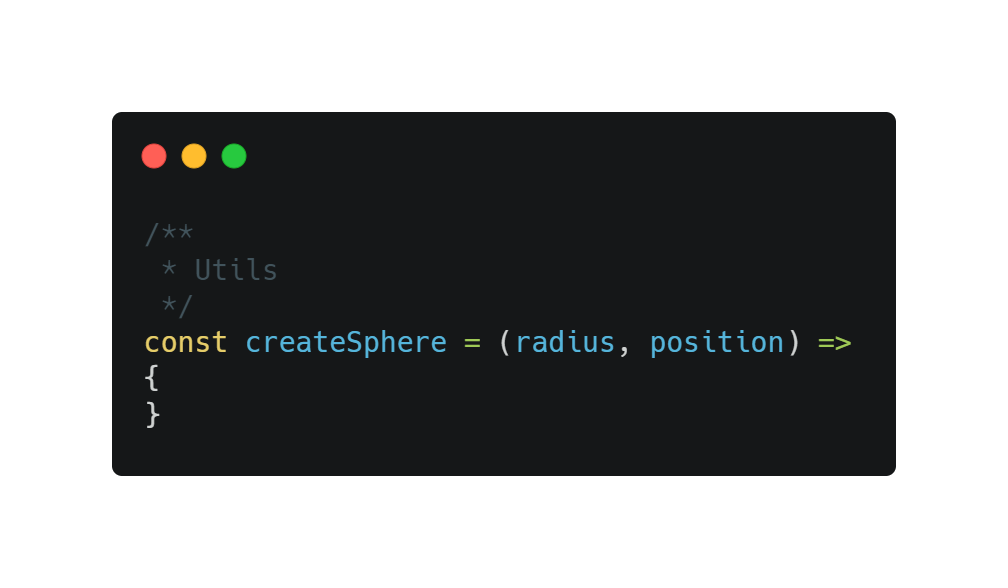 /**
 * Utils
 */
const createSphere = (radius, position) =>
{
}